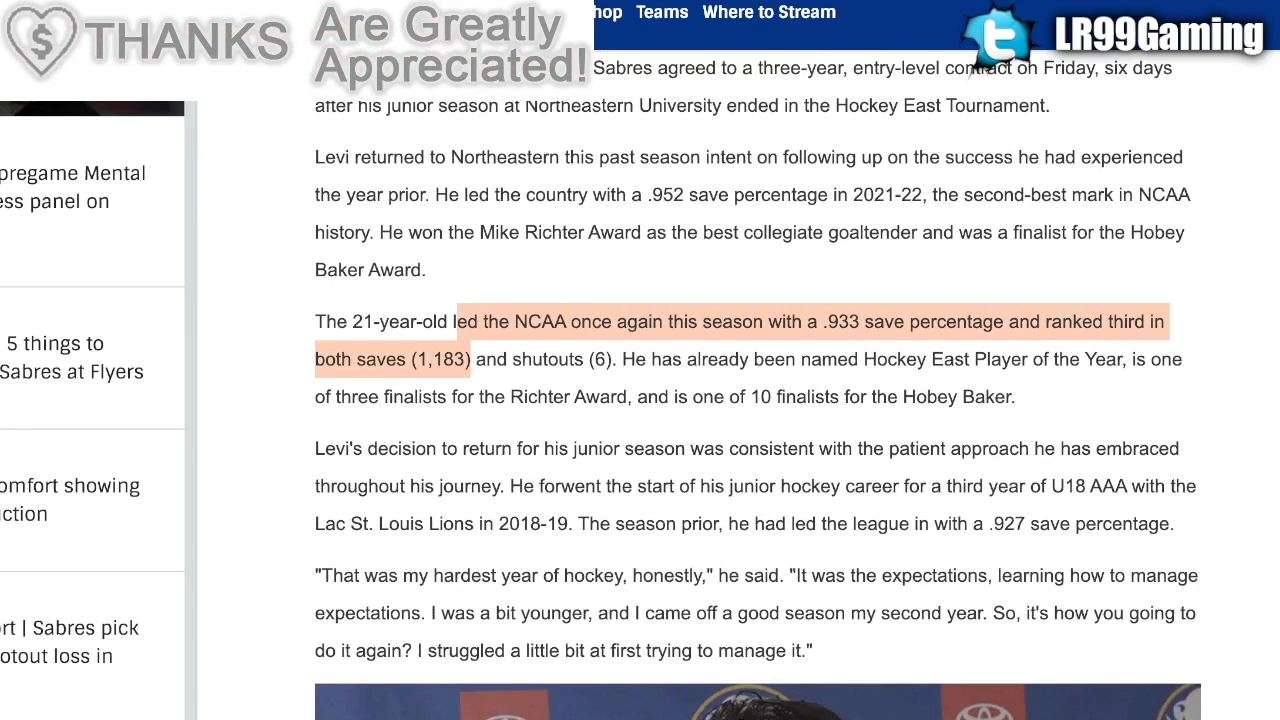 THANKS
Are Greatly
Appreciated!
hop Teams Where to Stream
LR99Gaming
Sabres agreed to a three-year, entry-level contract on Friday, six days
after his junior season at Northeastern University ended in the Hockey East Tournament.
Levi returned to Northeastern this past season intent on following up on the success he had experienced
the year prior. He led the country with a .952 save percentage in 2021-22, the second-best mark in NCAA
history. He won the Mike Richter Award as the best collegiate goaltender and was a finalist for the Hobey
Baker Award.
The 21-year-old led the NCAA once again this season with a .933 save percentage and ranked third in
both saves (1,183) and shutouts (6). He has already been named Hockey East Player of the Year, is one
of three finalists for the Richter Award, and is one of 10 finalists for the Hobey Baker.
Levi's decision to return for his junior season was consistent with the patient approach he has embraced
throughout his journey. He forwent the start of his junior hockey career for a third year of U18 AAA with the
Lac St. Louis Lions in 2018-19. The season prior, he had led the league in with a .927 save percentage.
"That was my hardest year of hockey, honestly," he said. "It was the expectations, learning how to manage
expectations. I was a bit younger, and I came off a good season my second year. So, it's how you going to
do it again? I struggled a little bit at first trying to manage it."
pregame Mental
ess panel on
5 things to
Sabres at Flyers
omfort showing
uction
rt | Sabres pick
ootout loss in